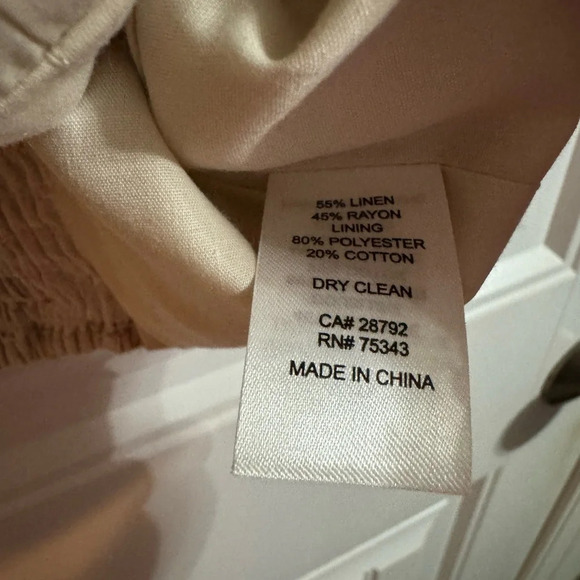 55% LINEN
45% RAYON
LINING
80% POLYESTER
20% COTTON
DRY CLEAN
CA# 28792
RN# 75343
MADE IN CHINA